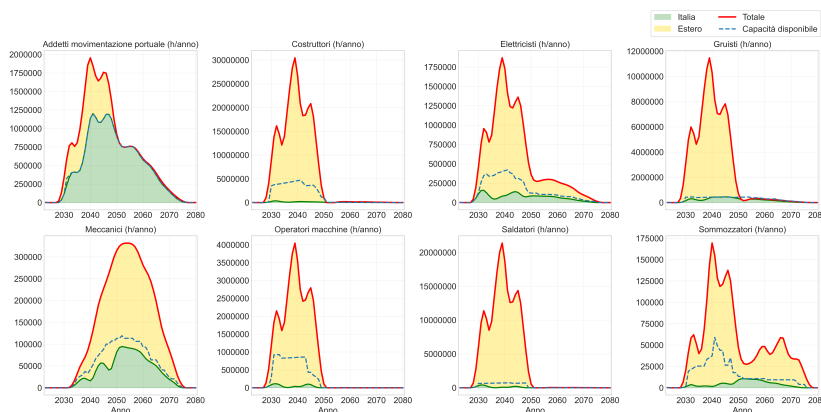 Italia
Totale
Estero
Capacità disponibile
Addetti movimentazione portuale (h/anno)
Costruttori (h/anno)
Elettricisti (h/anno)
Gruisti (h/anno)
2000000
1750000
1500000
1250000
1000000
750000
500000
250000
0
2030 2040 2050 2060 2070 2080
30000000
25000000
20000000
15000000
10000000
5000000
0
2030 2040 2050 2060 2070 2080
1750000
1500000
1250000
1000000
750000
500000
250000
0
2030 2040 2050 2060 2070 2080
12000000
10000000
8000000
6000000
4000000
2000000
0
2030 2040 2050 2060 2070 2080
Meccanici (h/anno)
Operatori macchine (h/anno)
Saldatori (h/anno)
Sommozzatori (h/anno)
300000
250000
200000
150000
100000
50000
0
2030 2040 2050 2060 2070 2080
Anno
4000000
3500000
3000000
2500000
2000000
1500000
1000000
500000
0
2030 2040 2050 2060 2070 2080
Anno
20000000
15000000
10000000
5000000
0
2030 2040 2050 2060 2070 2080
Anno
175000
150000
125000
100000
75000
50000
25000
0
2030 2040 2050 2060 2070 2080
Anno